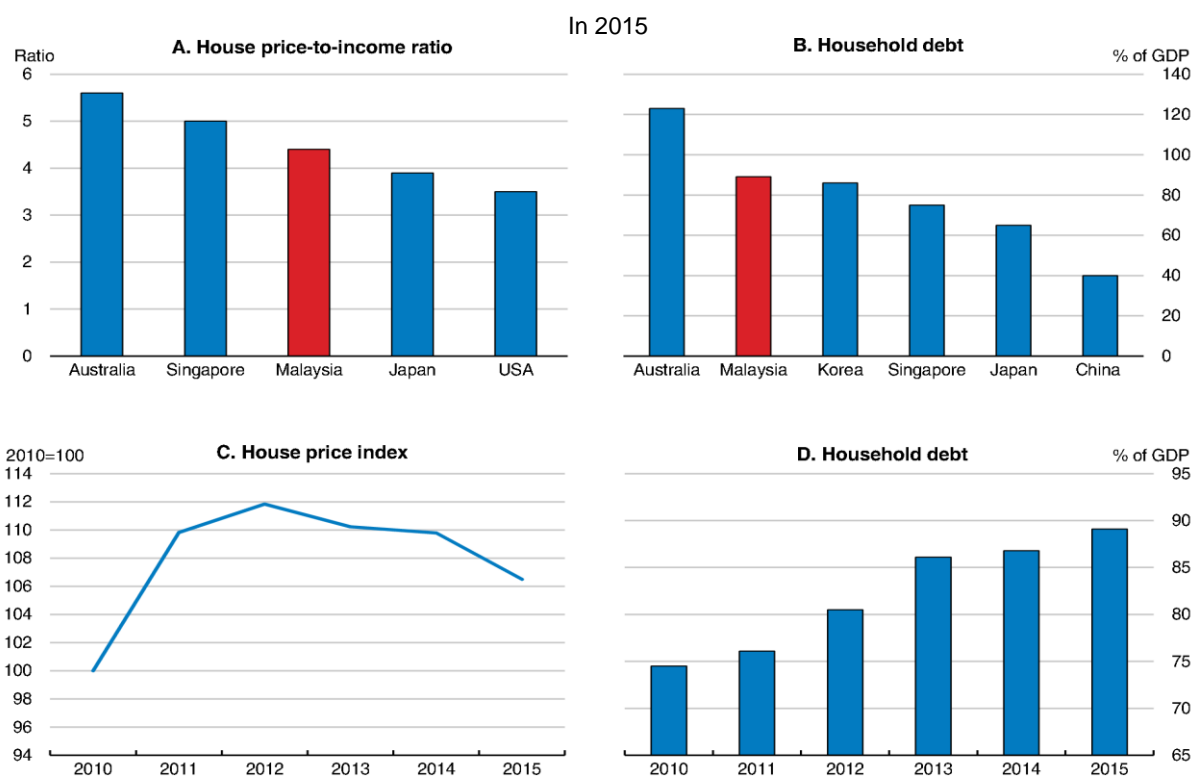 In 2015
A. House price-to-income ratio
Ratio
6
5
4
3
2
1
0
Australia Singapore Malaysia Japan USA
B. Household debt
% of GDP
140
120
100
80
60
40
20
0
Australia Malaysia Korea Singapore Japan China
C. House price index
2010=100
114
112
110
108
106
104
102
100
98
96
94
2010 2011 2012 2013 2014 2015
D. Household debt
% of GDP
95
90
85
80
75
70
65
2010 2011 2012 2013 2014 2015